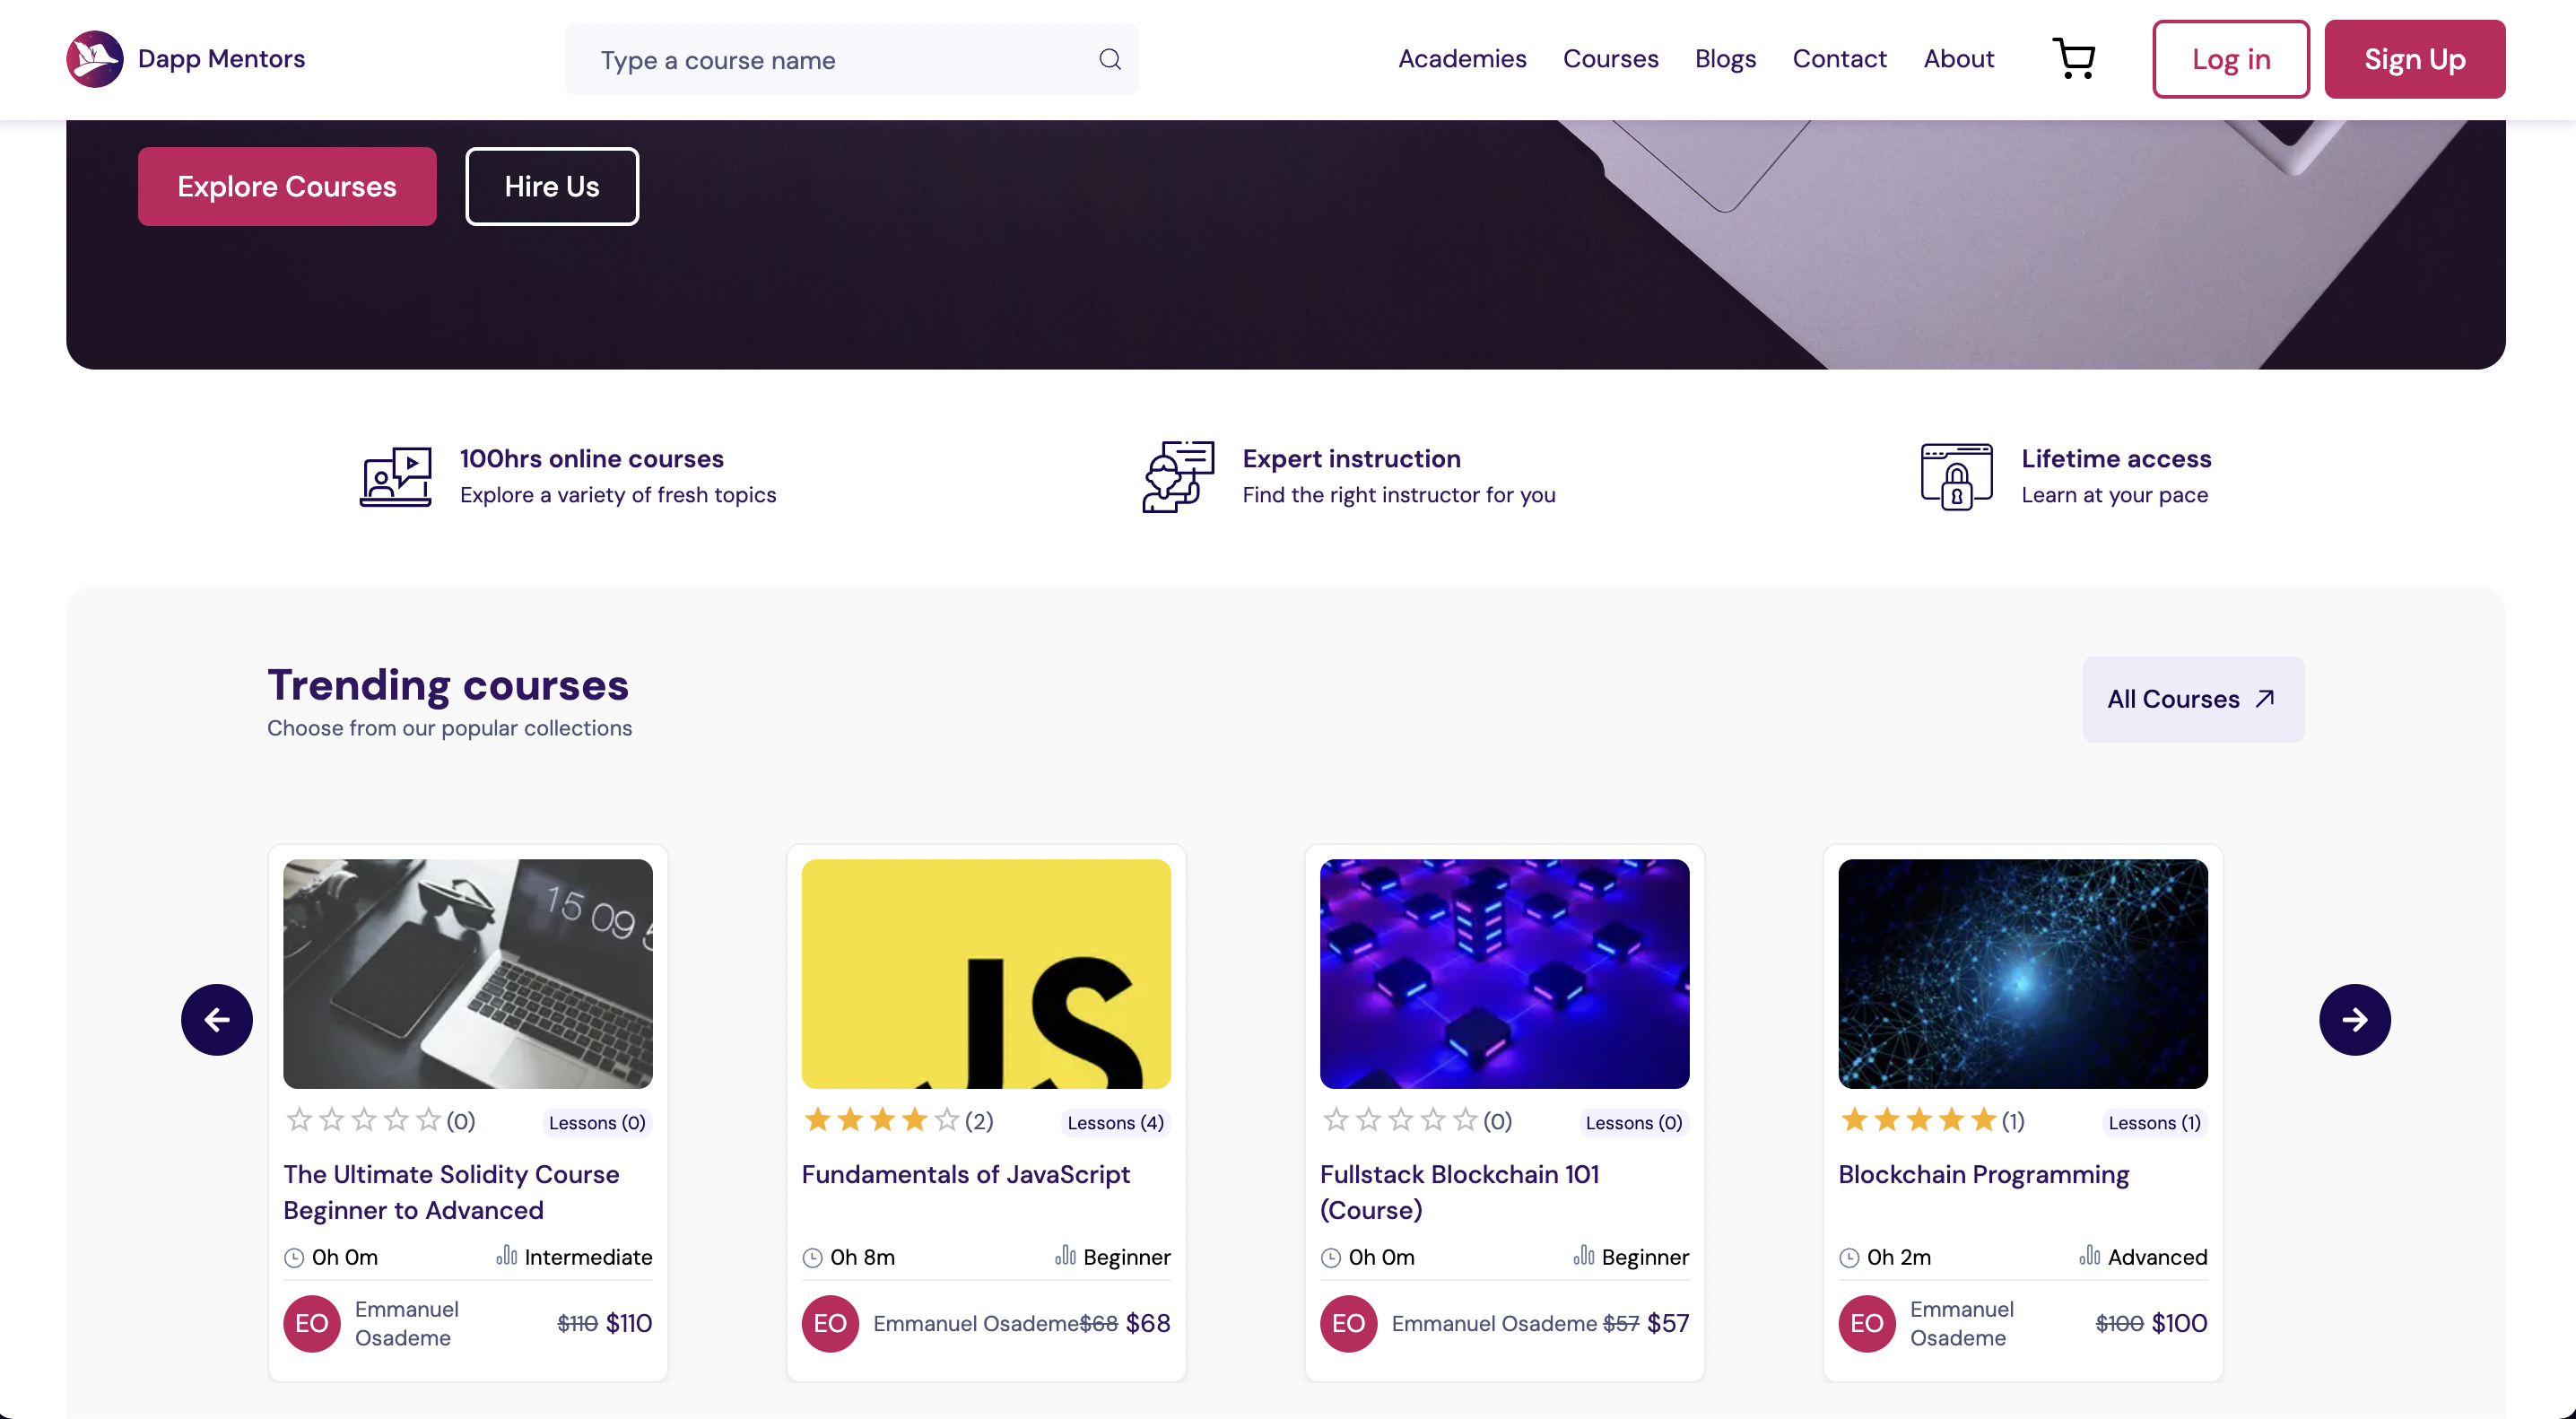 Dapp Mentors
Type a course name
Academies
Courses
Blogs
Contact
About
Log in
Sign Up
Explore Courses
Hire Us
100hrs online courses
Explore a variety of fresh topics
Expert instruction
Find the right instructor for you
Lifetime access
Learn at your pace
Trending courses
Choose from our popular collections
All Courses
15 09 5
(0)
Lessons (0)
The Ultimate Solidity Course
Beginner to Advanced
0h 0m
Intermediate
EO
Emmanuel
Osademe
$110 $110
JS
(2)
Lessons (4)
Fundamentals of JavaScript
0h 8m
Beginner
EO
Emmanuel Osademe
$68 $68
(0)
Lessons (0)
Fullstack Blockchain 101
(Course)
0h 0m
Beginner
EO
Emmanuel Osademe
$57 $57
(1)
Lessons (1)
Blockchain Programming
0h 2m
Advanced
EO
Emmanuel
Osademe
$100 $100